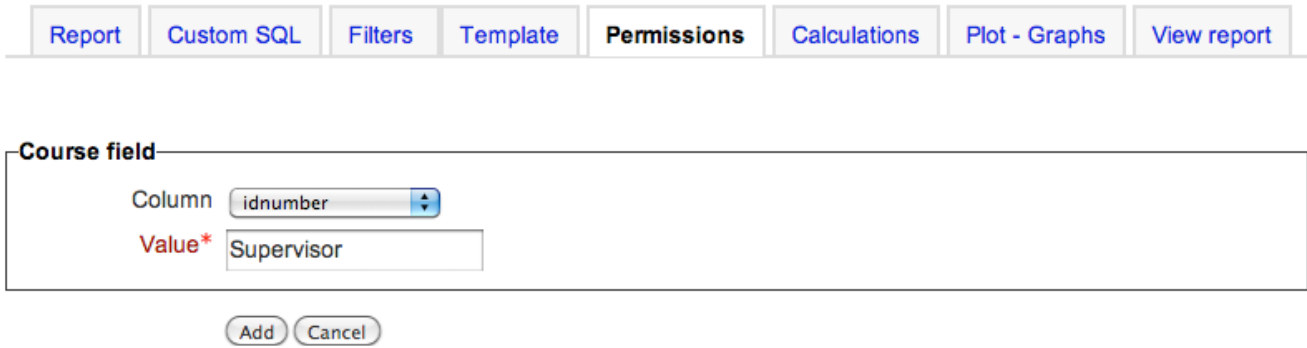 Report Custom SQL Filters Template Permissions Calculations Plot - Graphs View report
Course field
Column idnumber
Value* Supervisor
Add Cancel